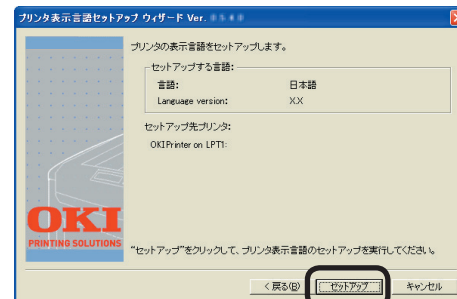 プリンタ表示言語セットアップ ウィザード Ver.
プリンタの表示言語をセットアップします。
セットアップする言語:
言語: 日本語
Language version: X.X
セットアップ先プリンタ:
OKIPrinter on LPT1:
OKI
PRINTING SOLUTIONS
"セットアップ"をクリックして、プリンタ表示言語のセットアップを実行してください。
< 戻る(B) セットアップ キャンセル